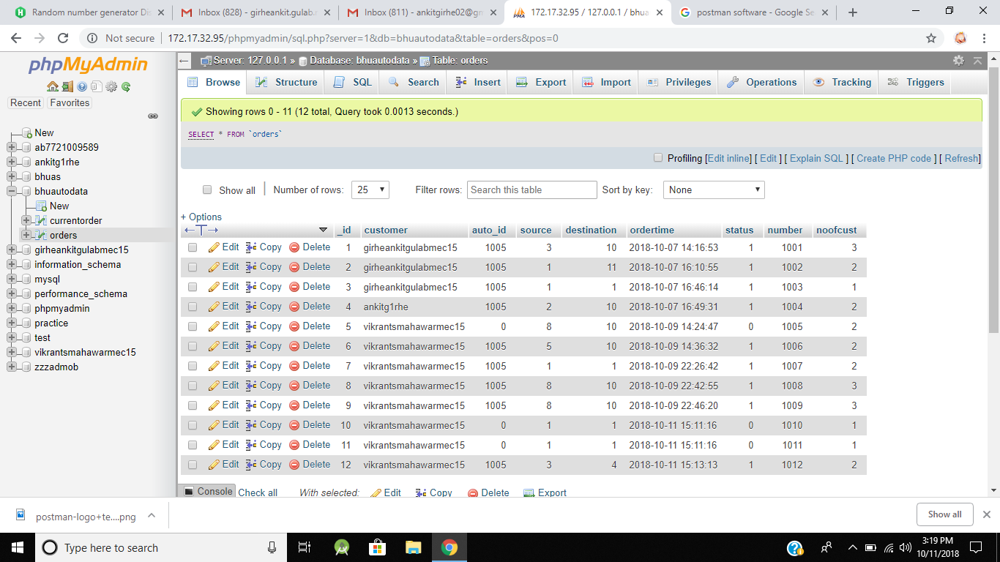 Random number generator Dis
Inbox (828) - girheankit.gulab.r
Inbox (811) - ankitgirhe02@gm
172.17.32.95 / 127.0.0.1 / bhua
postman software - Google Se
Not secure 172.17.32.95/phpmyadmin/sql.php?server=1&db=bhuautodata&table=orders&pos=0
phpMyAdmin
Recent Favorites
New
ab7721009589
ankitg1rhe
bhuas
bhuautodata
New
currentorder
orders
girheankitgulabmec15
information_schema
mysql
performance_schema
phpmyadmin
practice
test
vikrantsmahawarmec15
zzzadmob
Server: 127.0.0.1 » Database: bhuautodata » Table: orders
Browse Structure SQL Search Insert Export Import Privileges Operations Tracking Triggers
Showing rows 0 - 11 (12 total, Query took 0.0013 seconds.)
SELECT * FROM `orders`
Profiling [Edit inline] [ Edit ] [ Explain SQL ] [ Create PHP code ] [ Refresh]
Show all | Number of rows: 25 Filter rows: Search this table Sort by key: None
+ Options
←T→ _id customer auto_id source destination ordertime status number noofcust
Edit Copy Delete 1 girheankitgulabmec15 1005 3 10 2018-10-07 14:16:53 1 1001 3
Edit Copy Delete 2 girheankitgulabmec15 1005 1 11 2018-10-07 16:10:55 1 1002 2
Edit Copy Delete 3 girheankitgulabmec15 1005 1 1 2018-10-07 16:46:14 1 1003 1
Edit Copy Delete 4 ankitg1rhe 1005 2 10 2018-10-07 16:49:31 1 1004 2
Edit Copy Delete 5 vikrantsmahawarmec15 0 8 10 2018-10-09 14:24:47 0 1005 2
Edit Copy Delete 6 vikrantsmahawarmec15 1005 5 10 2018-10-09 14:36:32 1 1006 2
Edit Copy Delete 7 vikrantsmahawarmec15 1005 1 1 2018-10-09 22:26:42 1 1007 2
Edit Copy Delete 8 vikrantsmahawarmec15 1005 8 10 2018-10-09 22:42:55 1 1008 3
Edit Copy Delete 9 vikrantsmahawarmec15 1005 8 10 2018-10-09 22:46:20 1 1009 3
Edit Copy Delete 10 vikrantsmahawarmec15 0 1 1 2018-10-11 15:11:16 0 1010 1
Edit Copy Delete 11 vikrantsmahawarmec15 0 1 1 2018-10-11 15:11:16 0 1011 1
Edit Copy Delete 12 vikrantsmahawarmec15 1005 3 4 2018-10-11 15:13:13 1 1012 2
Console Check all With selected: Edit Copy Delete Export
postman-logo+te....png
Show all
Type here to search
3:19 PM
10/11/2018